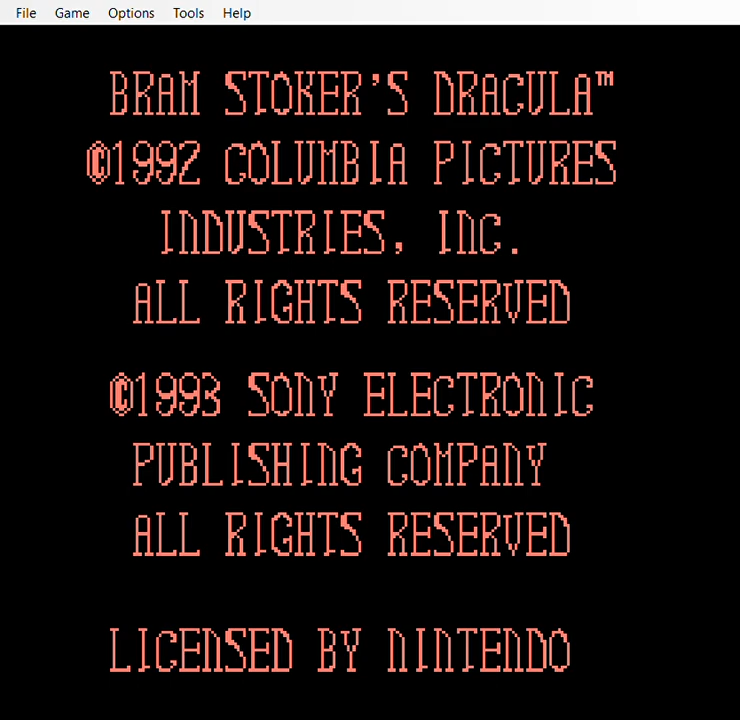 File Game Options Tools Help
BRAM STOKER'S DRACULA™
©1992 COLUMBIA PICTURES
INDUSTRIES, INC.
ALL RIGHTS RESERVED
©1993 SONY ELECTRONIC
PUBLISHING COMPANY
ALL RIGHTS RESERVED
LICENSED BY NINTENDO